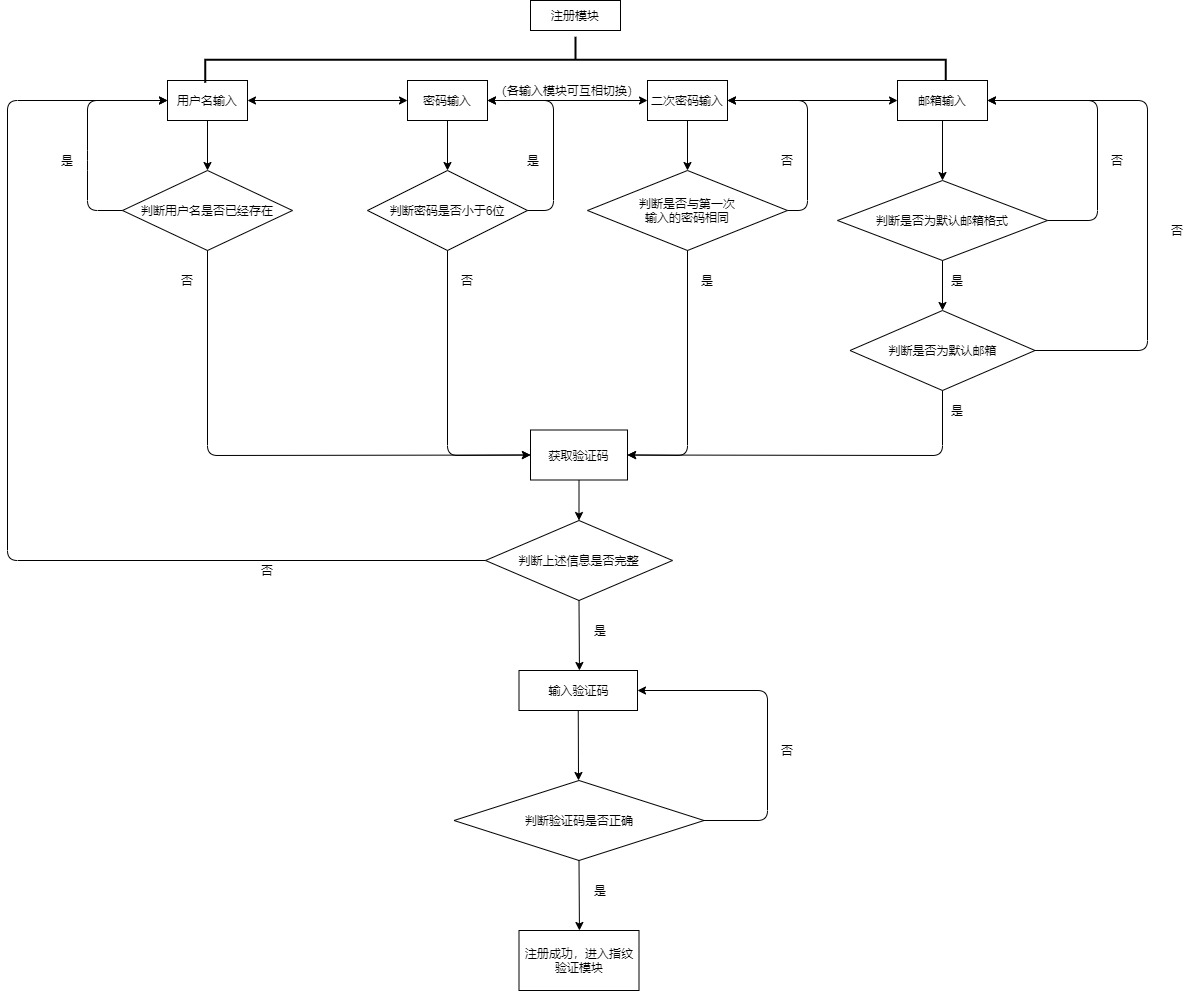 注册模块
（各输入模块可互相切换）
用户名输入
密码输入
二次密码输入
邮箱输入
是
是
否
否
判断用户名是否已经存在
判断密码是否小于6位
判断是否与第一次
输入的密码相同
判断是否为默认邮箱格式
否
否
否
是
是
判断是否为默认邮箱
是
获取验证码
判断上述信息是否完整
否
是
输入验证码
否
判断验证码是否正确
是
注册成功，进入指纹
验证模块